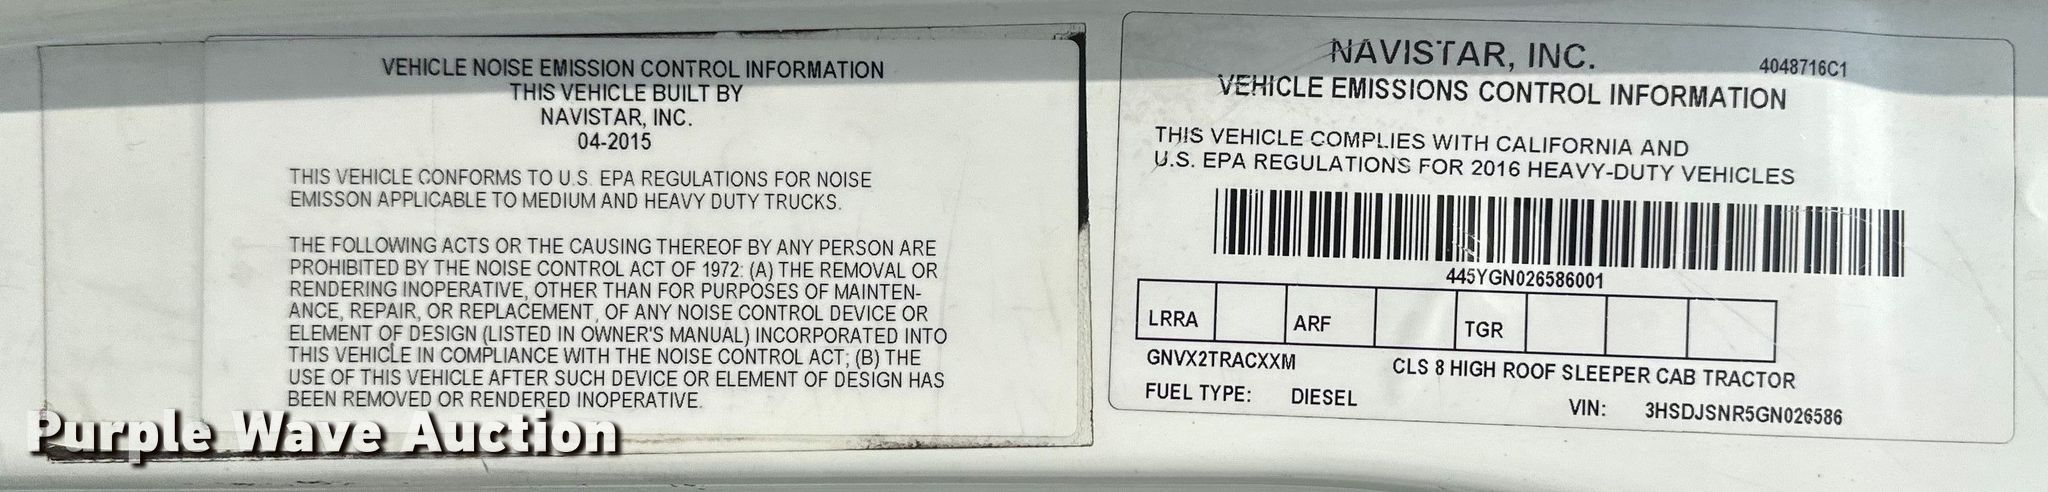 VEHICLE NOISE EMISSION CONTROL INFORMATION
THIS VEHICLE BUILT BY
NAVISTAR, INC.
04-2015
THIS VEHICLE CONFORMS TO U.S. EPA REGULATIONS FOR NOISE
EMISSON APPLICABLE TO MEDIUM AND HEAVY DUTY TRUCKS.
THE FOLLOWING ACTS OR THE CAUSING THEREOF BY ANY PERSON ARE
PROHIBITED BY THE NOISE CONTROL ACT OF 1972: (A) THE REMOVAL OR
RENDERING INOPERATIVE, OTHER THAN FOR PURPOSES OF MAINTEN-
ANCE, REPAIR, OR REPLACEMENT, OF ANY NOISE CONTROL DEVICE OR
ELEMENT OF DESIGN (LISTED IN OWNER'S MANUAL) INCORPORATED INTO
THIS VEHICLE IN COMPLIANCE WITH THE NOISE CONTROL ACT; (B) THE
USE OF THIS VEHICLE AFTER SUCH DEVICE OR ELEMENT OF DESIGN HAS
BEEN REMOVED OR RENDERED INOPERATIVE.
NAVISTAR, INC.
4048716C1
VEHICLE EMISSIONS CONTROL INFORMATION
THIS VEHICLE COMPLIES WITH CALIFORNIA AND
U.S. EPA REGULATIONS FOR 2016 HEAVY-DUTY VEHICLES
445YGN026586001
LRRA ARF TGR
GNVX2TRACXXM CLS 8 HIGH ROOF SLEEPER CAB TRACTOR
FUEL TYPE: DIESEL VIN: 3HSDJSNR5GN026586
Purple Wave Auction